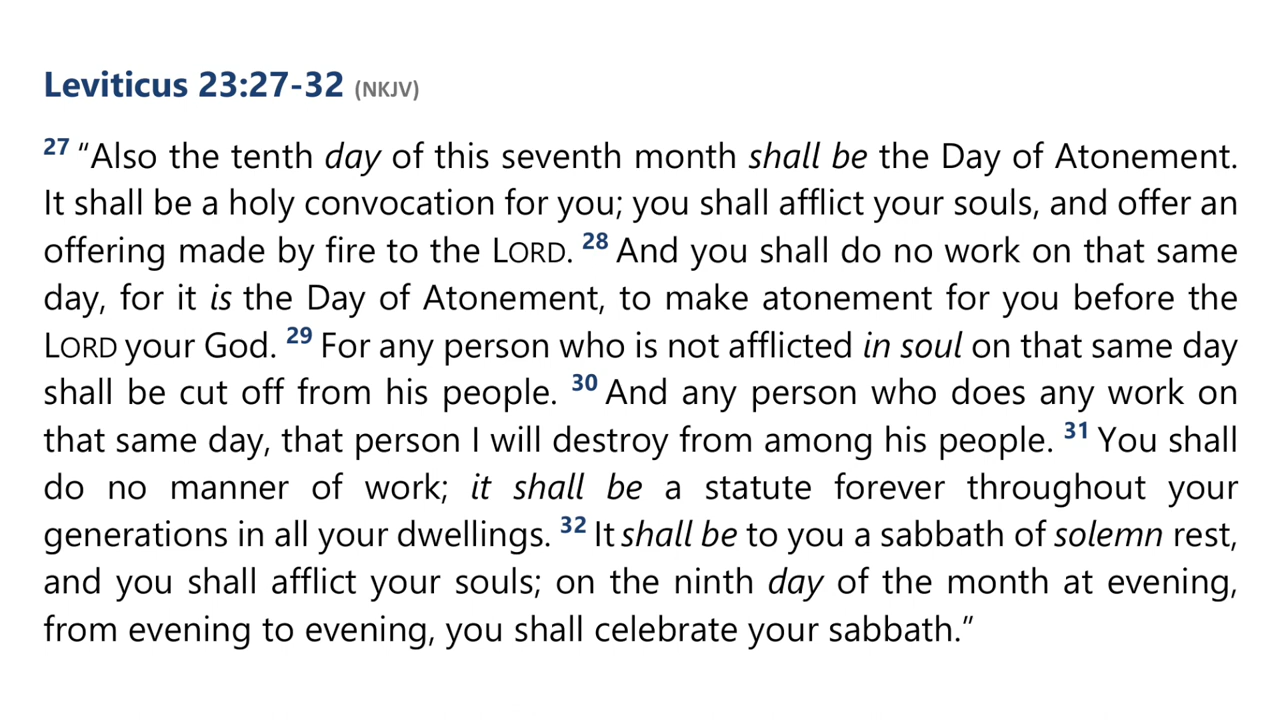 Leviticus 23:27-32 (NKJV)
27 “Also the tenth day of this seventh month shall be the Day of Atonement.
It shall be a holy convocation for you; you shall afflict your souls, and offer an
offering made by fire to the LORD. 28 And you shall do no work on that same
day, for it is the Day of Atonement, to make atonement for you before the
LORD your God. 29 For any person who is not afflicted in soul on that same day
shall be cut off from his people. 30 And any person who does any work on
that same day, that person I will destroy from among his people. 31 You shall
do no manner of work; it shall be a statute forever throughout your
generations in all your dwellings. 32 It shall be to you a sabbath of solemn rest,
and you shall afflict your souls; on the ninth day of the month at evening,
from evening to evening, you shall celebrate your sabbath.”